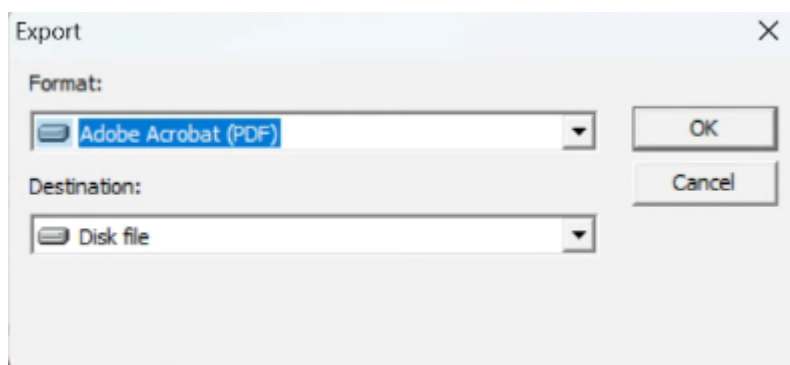 Export
Format:
Adobe Acrobat (PDF)
OK
Destination:
Cancel
Disk file